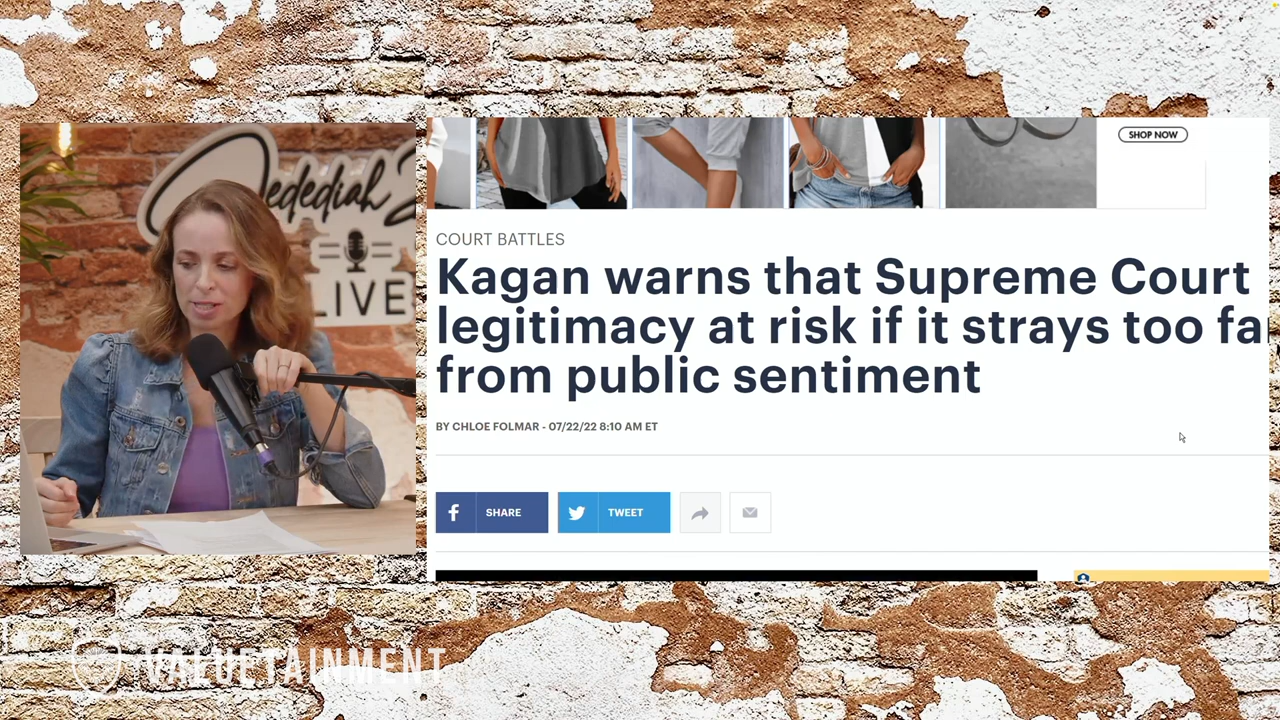 Jedediah
LIVE
SHOP NOW
COURT BATTLES
Kagan warns that Supreme Court
legitimacy at risk if it strays too fa
from public sentiment
BY CHLOE FOLMAR - 07/22/22 8:10 AM ET
SHARE
TWEET
VALUETAINMENT